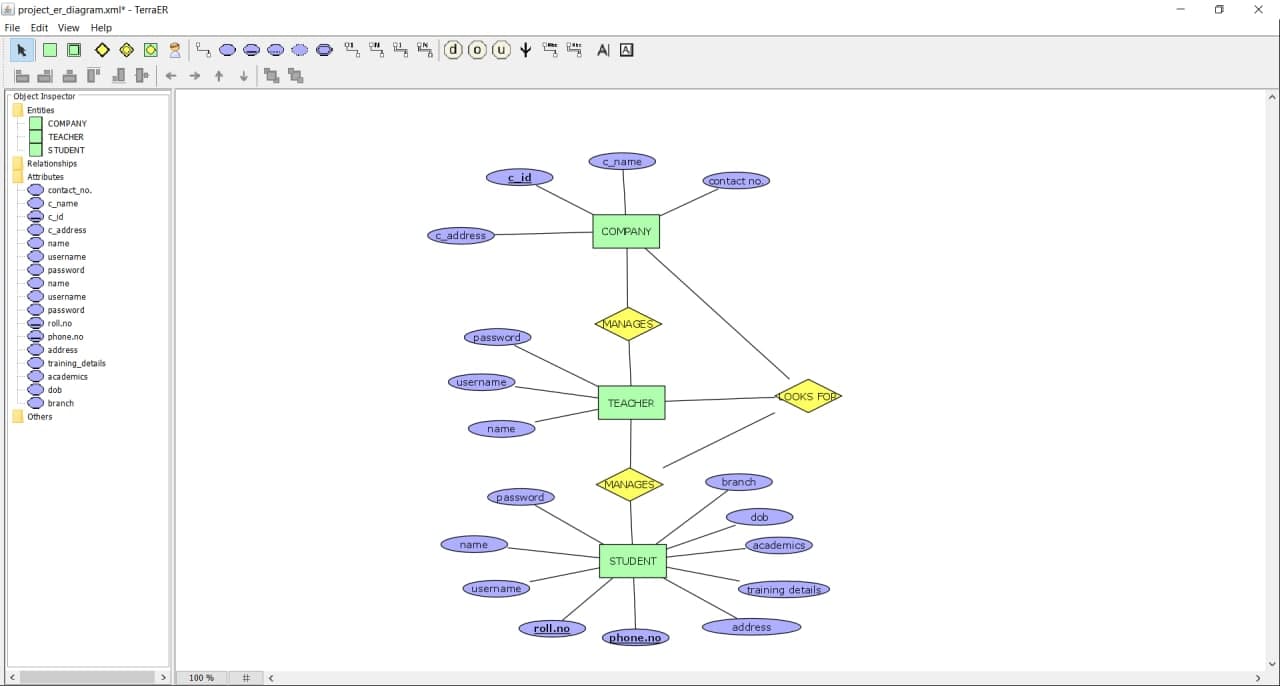 project_er_diagram.xml* - TerraER
File Edit View Help
d o u A A
Object Inspector
Entities
COMPANY
TEACHER
STUDENT
Relationships
Attributes
contact_no.
c_name
c_id
c_address
name
username
password
name
username
password
roll.no
phone.no
address
training_details
academics
dob
branch
Others
c_name
c_id
contact no.
COMPANY
c_address
MANAGES
password
username
LOOKS FOR
TEACHER
name
branch
MANAGES
password
dob
name
academics
STUDENT
username
training details
address
roll.no
phone.no
100 %